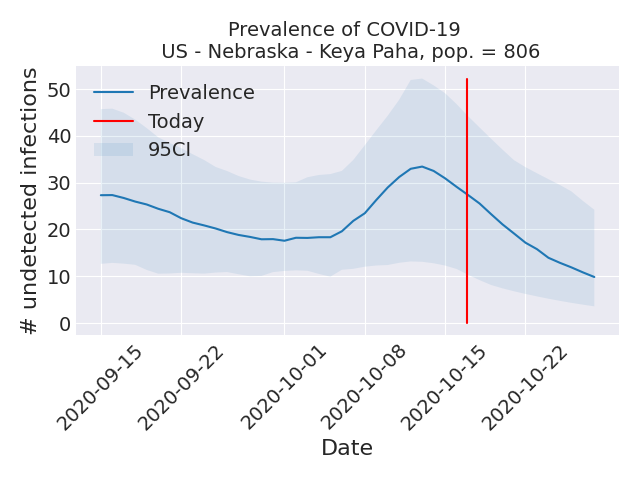 Prevalence of COVID-19
US - Nebraska - Keya Paha, pop. = 806
# undetected infections
50
40
30
20
10
0
Prevalence
Today
95CI
2020-09-15
2020-09-22
2020-10-01
2020-10-08
2020-10-15
2020-10-22
Date